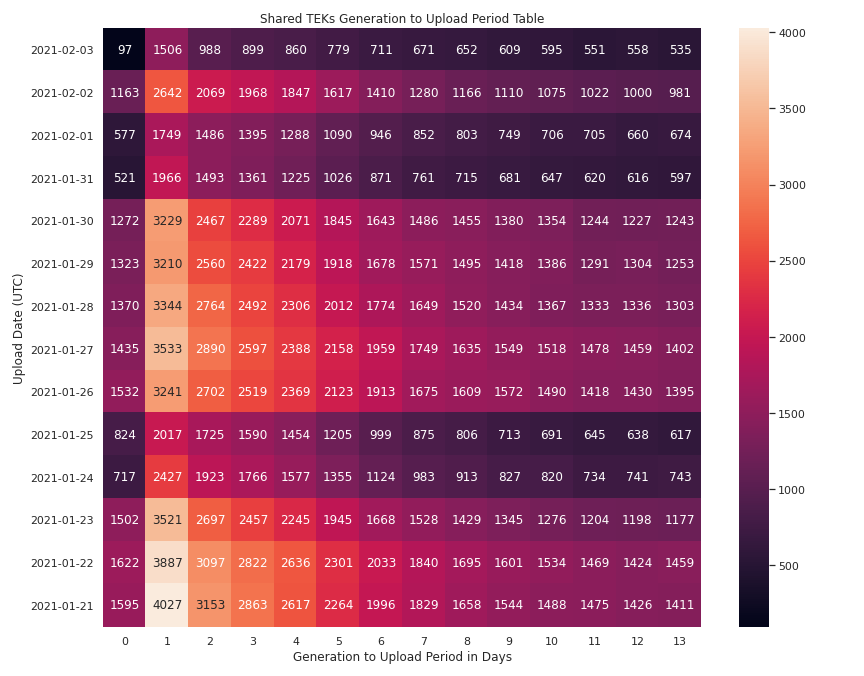 Shared TEKs Generation to Upload Period Table
Upload Date (UTC)
2021-02-03 97 1506 988 899 860 779 711 671 652 609 595 551 558 535
2021-02-02 1163 2642 2069 1968 1847 1617 1410 1280 1166 1110 1075 1022 1000 981
2021-02-01 577 1749 1486 1395 1288 1090 946 852 803 749 706 705 660 674
2021-01-31 521 1966 1493 1361 1225 1026 871 761 715 681 647 620 616 597
2021-01-30 1272 3229 2467 2289 2071 1845 1643 1486 1455 1380 1354 1244 1227 1243
2021-01-29 1323 3210 2560 2422 2179 1918 1678 1571 1495 1418 1386 1291 1304 1253
2021-01-28 1370 3344 2764 2492 2306 2012 1774 1649 1520 1434 1367 1333 1336 1303
2021-01-27 1435 3533 2890 2597 2388 2158 1959 1749 1635 1549 1518 1478 1459 1402
2021-01-26 1532 3241 2702 2519 2369 2123 1913 1675 1609 1572 1490 1418 1430 1395
2021-01-25 824 2017 1725 1590 1454 1205 999 875 806 713 691 645 638 617
2021-01-24 717 2427 1923 1766 1577 1355 1124 983 913 827 820 734 741 743
2021-01-23 1502 3521 2697 2457 2245 1945 1668 1528 1429 1345 1276 1204 1198 1177
2021-01-22 1622 3887 3097 2822 2636 2301 2033 1840 1695 1601 1534 1469 1424 1459
2021-01-21 1595 4027 3153 2863 2617 2264 1996 1829 1658 1544 1488 1475 1426 1411
0 1 2 3 4 5 6 7 8 9 10 11 12 13
Generation to Upload Period in Days
4000
3500
3000
2500
2000
1500
1000
500